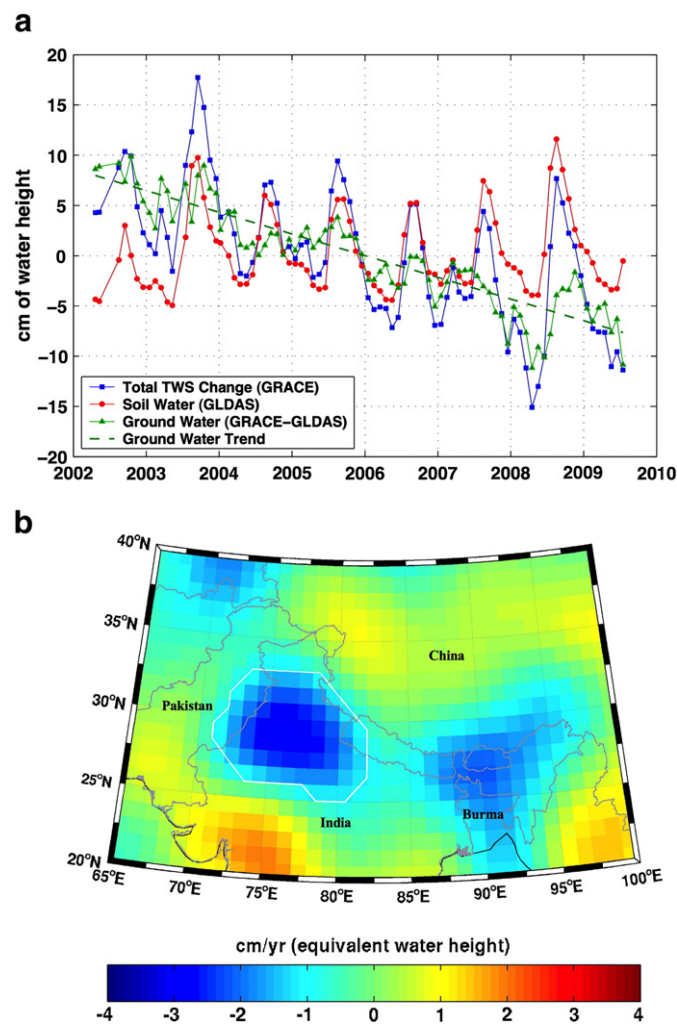 a
cm of water height
20
15
10
5
0
−5
−10
−15
−20
Total TWS Change (GRACE)
Soil Water (GLDAS)
Ground Water (GRACE−GLDAS)
Ground Water Trend
2002 2003 2004 2005 2006 2007 2008 2009 2010
b
40°N
35°N
30°N
25°N
20°N
China
Pakistan
India
Burma
65°E 70°E 75°E 80°E 85°E 90°E 95°E 100°E
cm/yr (equivalent water height)
-4 -3 -2 -1 0 1 2 3 4